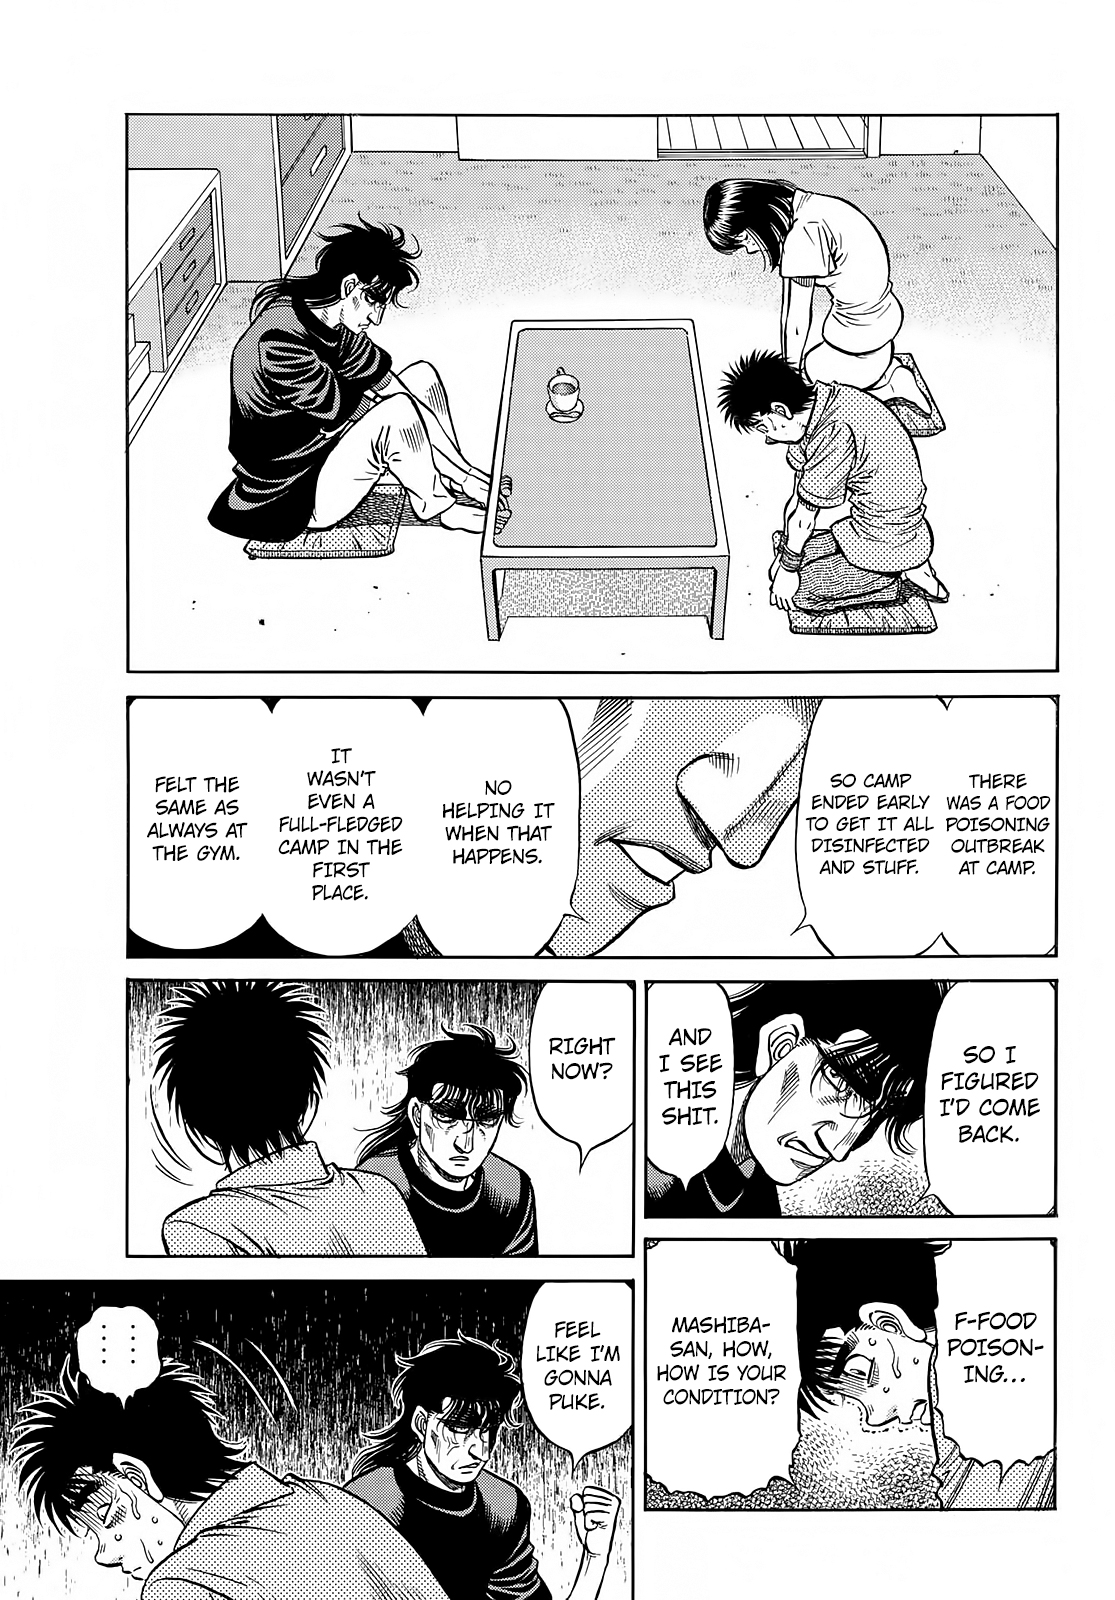 THERE
WAS A FOOD
POISONING
OUTBREAK
AT CAMP.
SO CAMP
ENDED EARLY
TO GET IT ALL
DISINFECTED
AND STUFF.
NO
HELPING IT
WHEN THAT
HAPPENS.
IT
WASN'T
EVEN A
FULL-FLEDGED
CAMP IN THE
FIRST
PLACE.
FELT THE
SAME AS
ALWAYS AT
THE GYM.
SO I
FIGURED
I'D COME
BACK.
AND
I SEE
THIS
SHIT.
RIGHT
NOW?
F-FOOD
POISON-
ING...
MASHIBA-
SAN, HOW,
HOW IS YOUR
CONDITION?
FEEL
LIKE I'M
GONNA
PUKE.
......